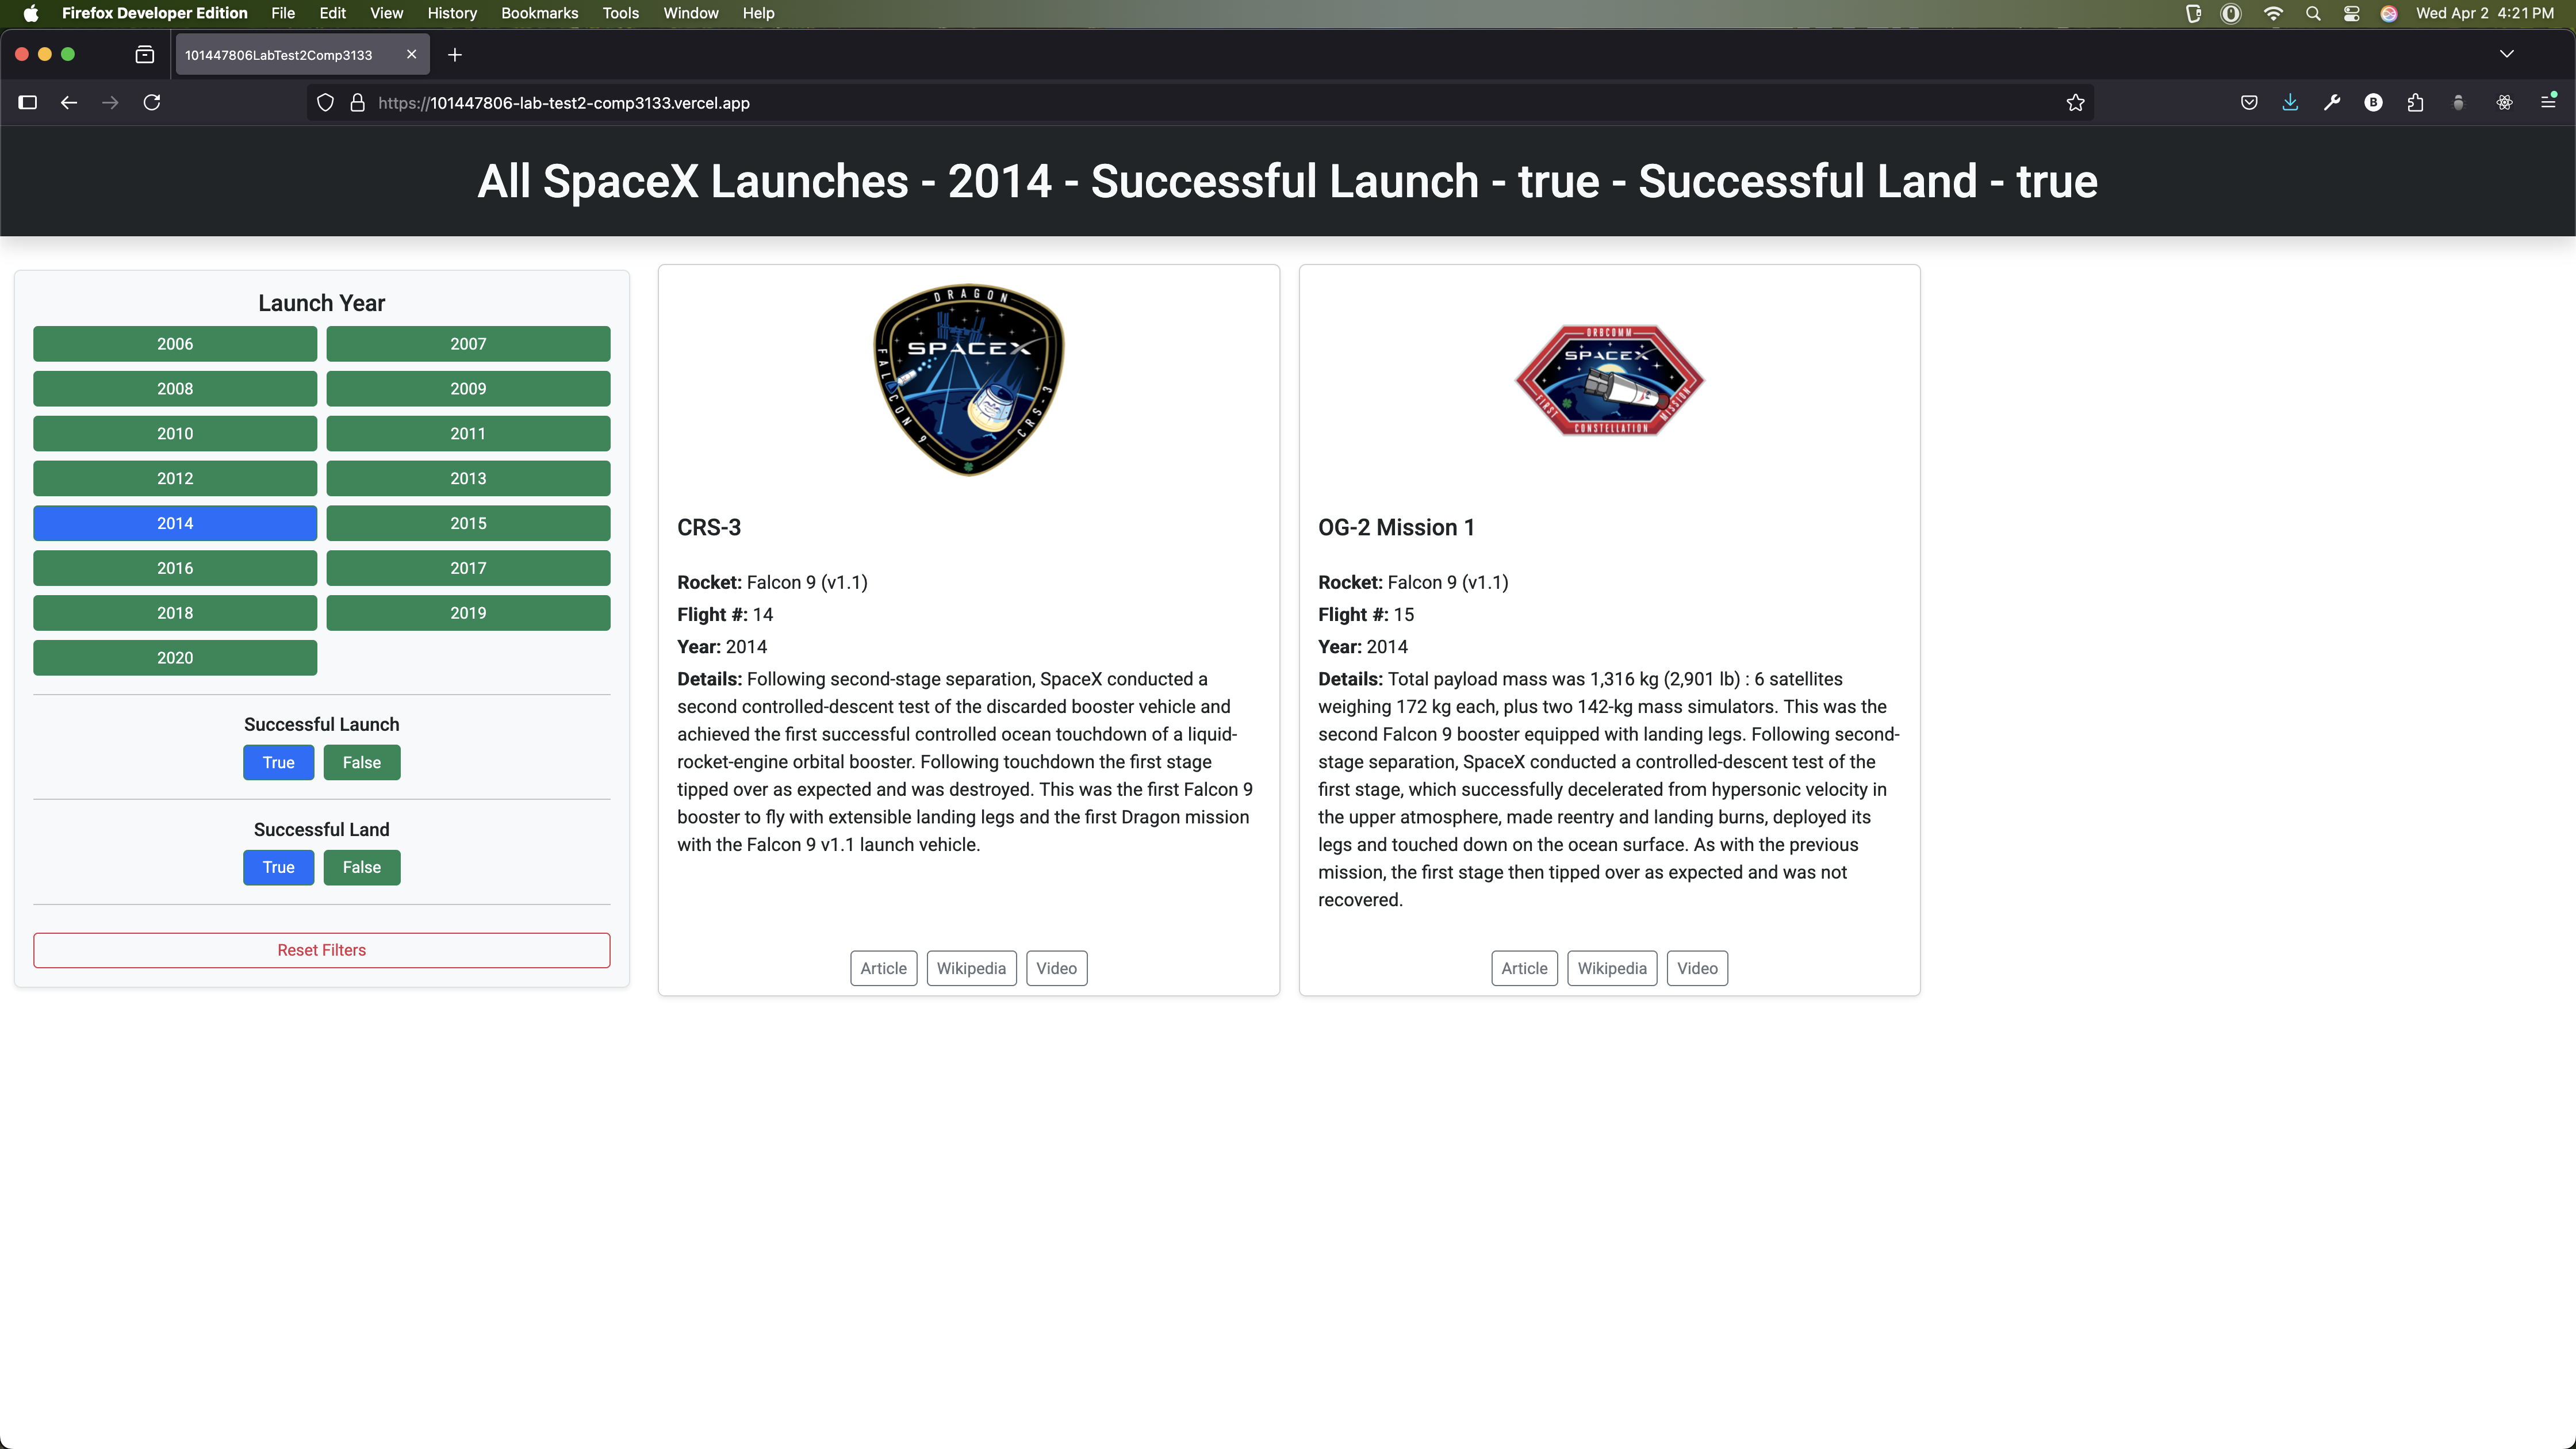 Firefox Developer Edition File Edit View History Bookmarks Tools Window Help Wed Apr 2 4:21 PM
101447806LabTest2Comp3133
https://101447806-lab-test2-comp3133.vercel.app
B
All SpaceX Launches - 2014 - Successful Launch - true - Successful Land - true
Launch Year
2006 2007
2008 2009
2010 2011
2012 2013
2014 2015
2016 2017
2018 2019
2020
Successful Launch
True False
Successful Land
True False
Reset Filters
DRAGON
SPACEX
FALCON 9
CRS-3
CRS-3
Rocket: Falcon 9 (v1.1)
Flight #: 14
Year: 2014
Details: Following second-stage separation, SpaceX conducted a
second controlled-descent test of the discarded booster vehicle and
achieved the first successful controlled ocean touchdown of a liquid-
rocket-engine orbital booster. Following touchdown the first stage
tipped over as expected and was destroyed. This was the first Falcon 9
booster to fly with extensible landing legs and the first Dragon mission
with the Falcon 9 v1.1 launch vehicle.
Article Wikipedia Video
ORBCOMM
SPACEX
FIRST
CONSTELLATION
MISSION
OG-2 Mission 1
Rocket: Falcon 9 (v1.1)
Flight #: 15
Year: 2014
Details: Total payload mass was 1,316 kg (2,901 lb) : 6 satellites
weighing 172 kg each, plus two 142-kg mass simulators. This was the
second Falcon 9 booster equipped with landing legs. Following second-
stage separation, SpaceX conducted a controlled-descent test of the
first stage, which successfully decelerated from hypersonic velocity in
the upper atmosphere, made reentry and landing burns, deployed its
legs and touched down on the ocean surface. As with the previous
mission, the first stage then tipped over as expected and was not
recovered.
Article Wikipedia Video